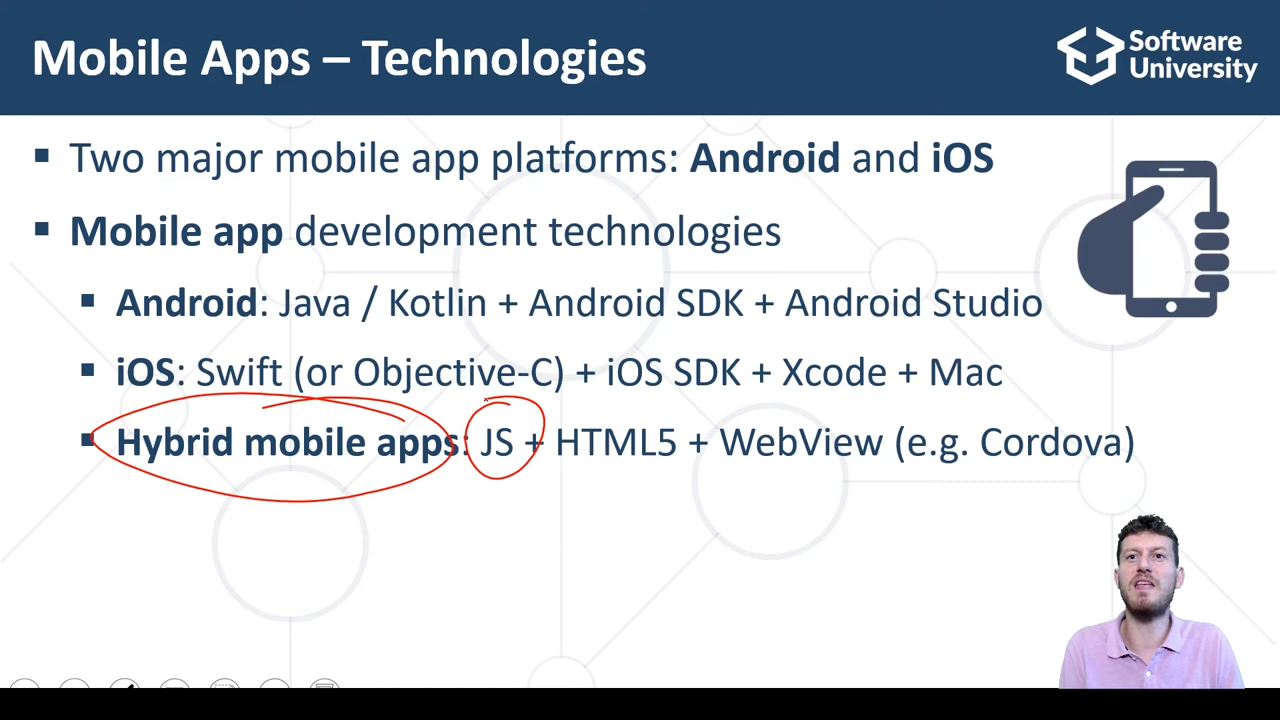 Mobile Apps – Technologies
Software
University
▪ Two major mobile app platforms: Android and iOS
▪ Mobile app development technologies
▪ Android: Java / Kotlin + Android SDK + Android Studio
▪ iOS: Swift (or Objective-C) + iOS SDK + Xcode + Mac
▪ Hybrid mobile apps: JS + HTML5 + WebView (e.g. Cordova)